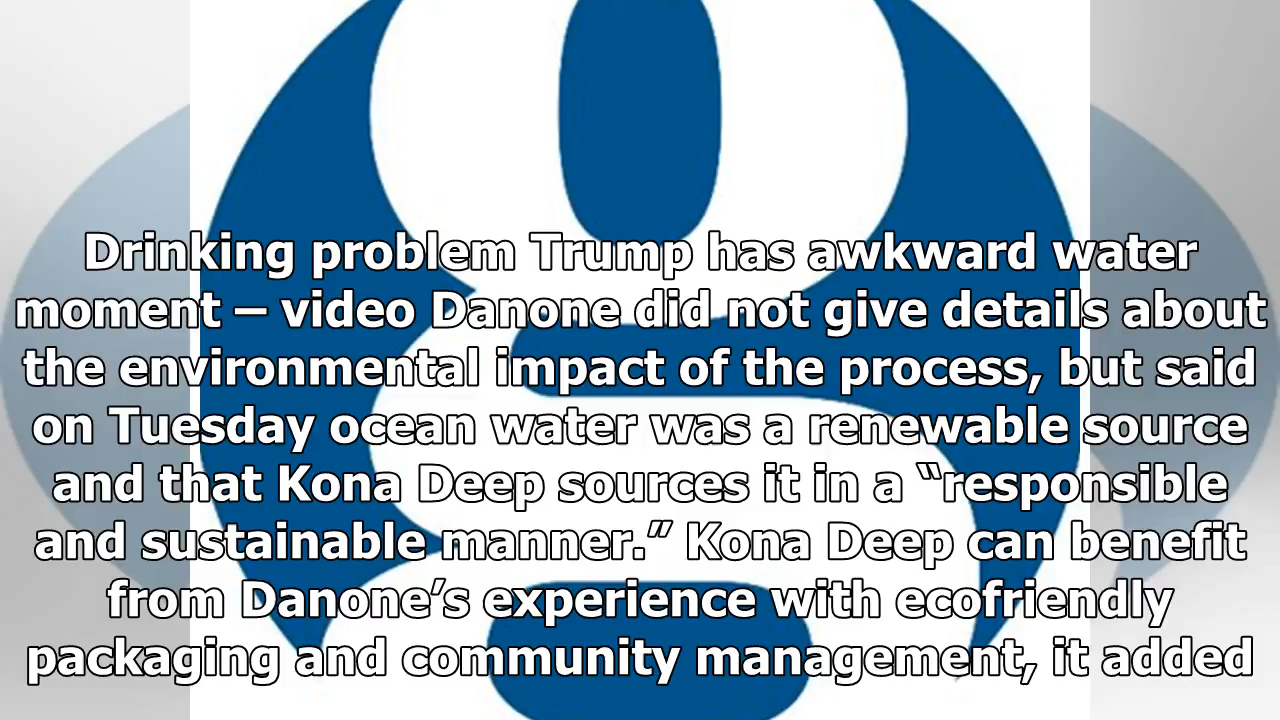 Drinking problem Trump has awkward water
moment – video Danone did not give details about
the environmental impact of the process, but said
on Tuesday ocean water was a renewable source
and that Kona Deep sources it in a “responsible
and sustainable manner.” Kona Deep can benefit
from Danone’s experience with ecofriendly
packaging and community management, it added